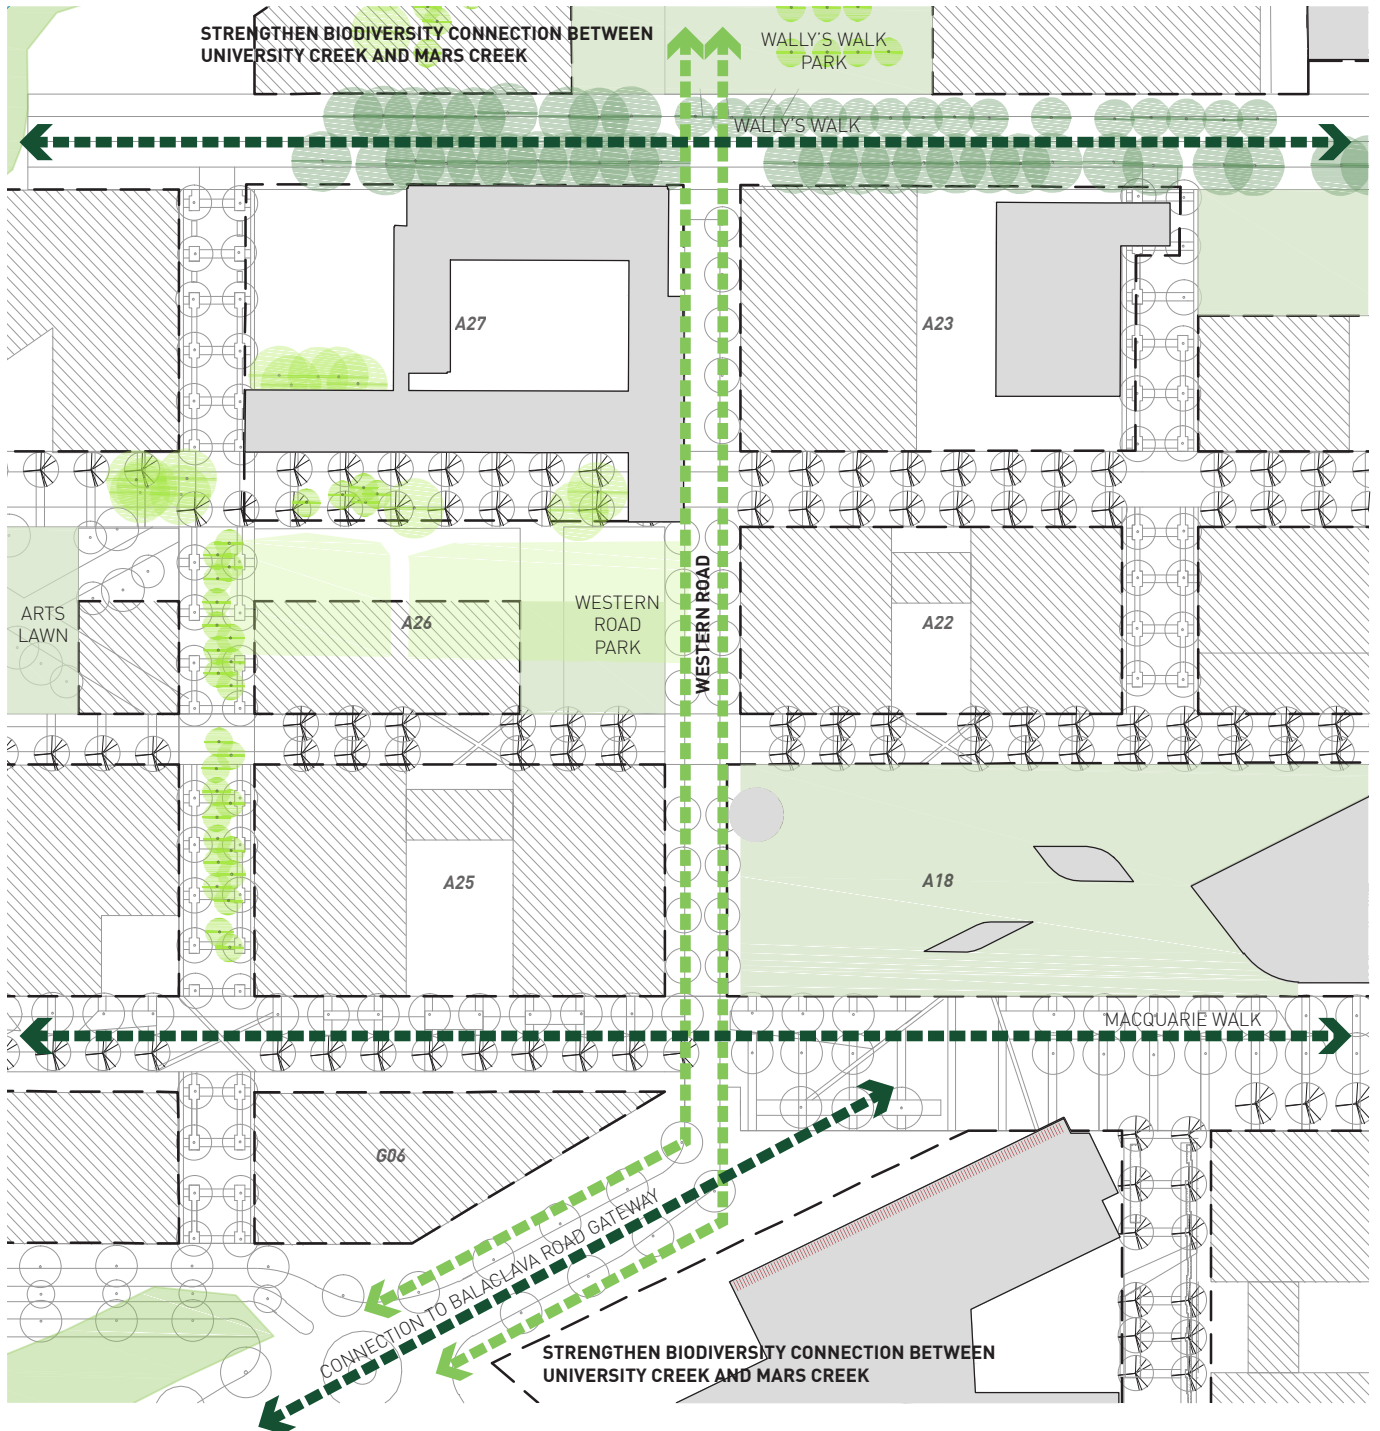 STRENGTHEN BIODIVERSITY CONNECTION BETWEEN
UNIVERSITY CREEK AND MARS CREEK
WALLY'S WALK
PARK
WALLY'S WALK
A27
A23
ARTS
LAWN
A26
WESTERN
ROAD
PARK
WESTERN ROAD
A22
A25
A18
MACQUARIE WALK
G06
CONNECTION TO BALACLAVA ROAD GATEWAY
STRENGTHEN BIODIVERSITY CONNECTION BETWEEN
UNIVERSITY CREEK AND MARS CREEK